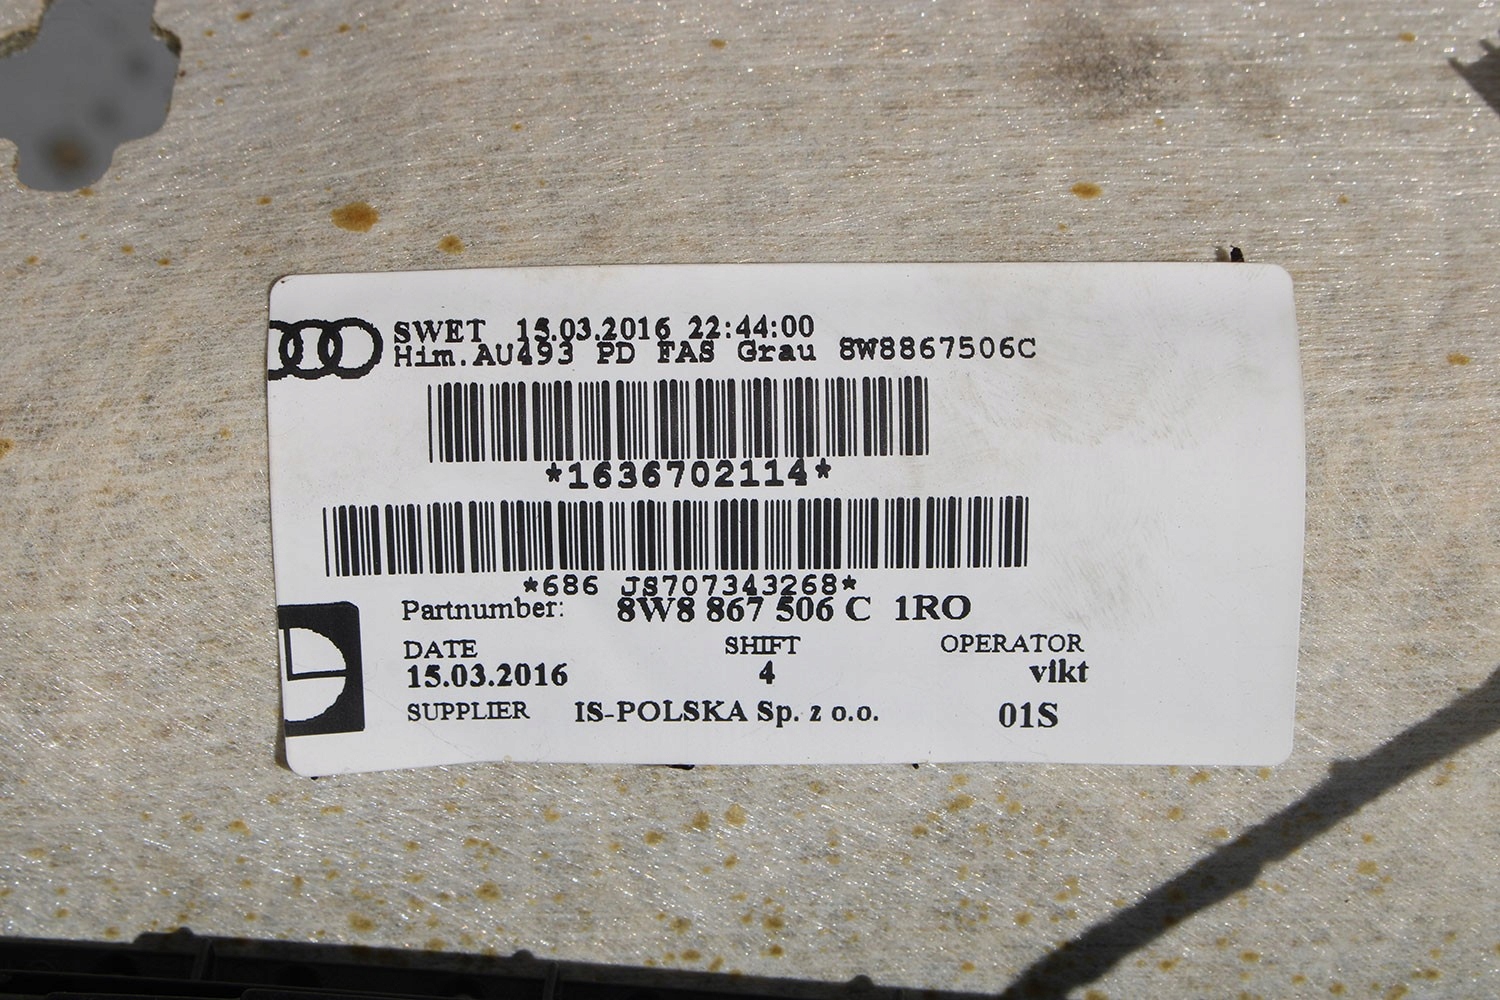 SWET 15.03.2016 22:44:00
Him.AU493 PD FAS Grau 8W8867506C
*1636702114*
*686 JS707343268*
Partnumber: 8W8 867 506 C 1RO
DATE SHIFT OPERATOR
15.03.2016 4 vikt
SUPPLIER IS-POLSKA Sp. z o.o. 01S